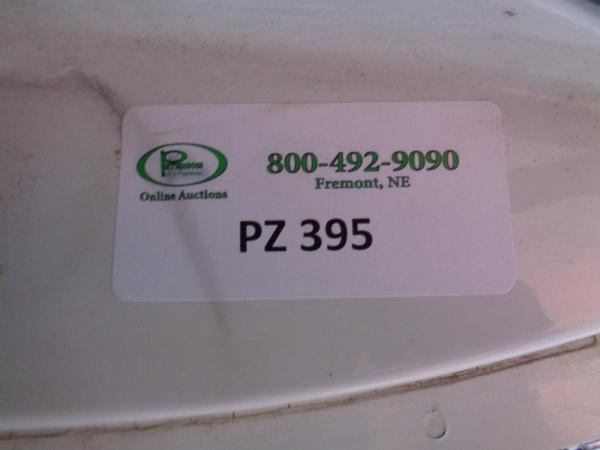 Online Auctions
800-492-9090
Fremont, NE
PZ 395